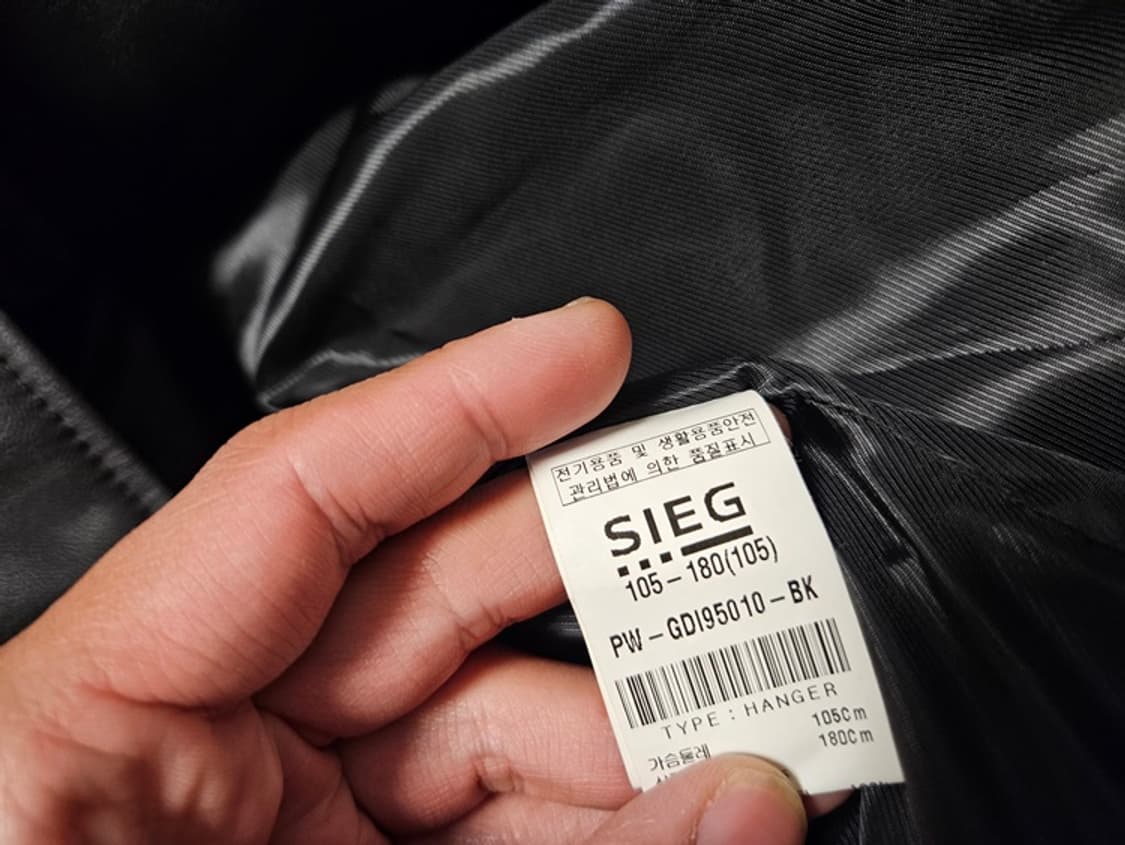 전기용품 및 생활용품안전
관리법에 의한 품질표시
SIEG
105-180(105)
PW-GDI95010-BK
TYPE : HANGER
가슴둘레 105Cm
180Cm